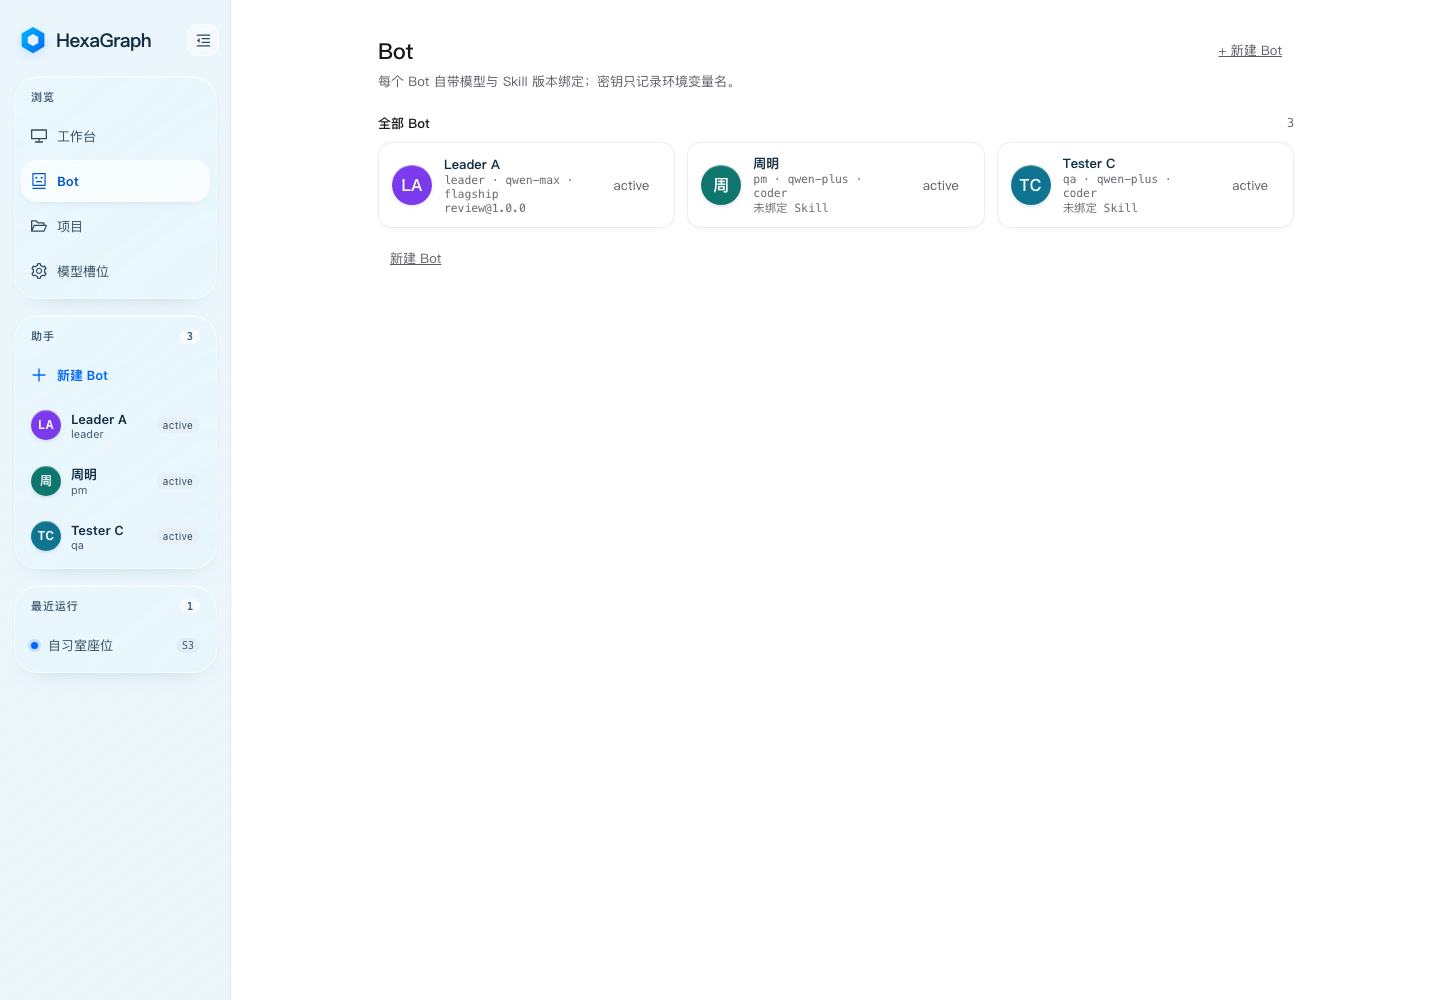 HexaGraph
浏览
工作台
Bot
项目
模型槽位
助手 3
新建 Bot
LA Leader A active
leader
周 周明 active
pm
TC Tester C active
qa
最近运行 1
自习室座位 S3
Bot
+ 新建 Bot
每个 Bot 自带模型与 Skill 版本绑定；密钥只记录环境变量名。
全部 Bot 3
LA
Leader A
leader · qwen-max ·
flagship
review@1.0.0
active
周
周明
pm · qwen-plus ·
coder
未绑定 Skill
active
TC
Tester C
qa · qwen-plus ·
coder
未绑定 Skill
active
新建 Bot